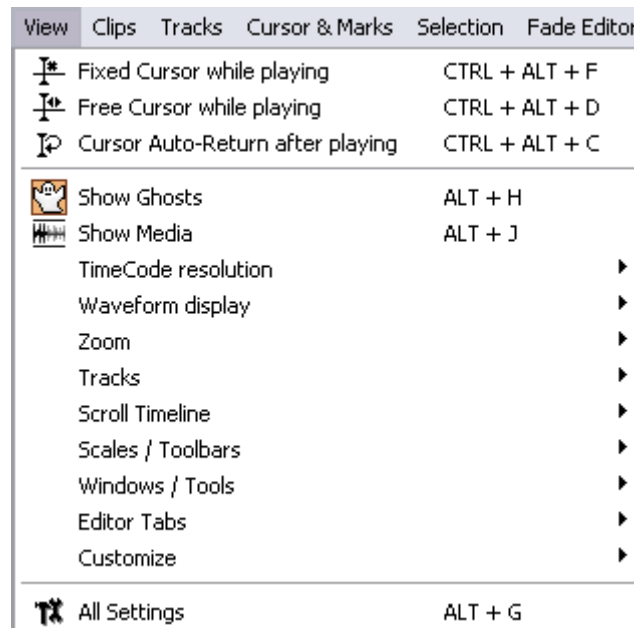 View Clips Tracks Cursor & Marks Selection Fade Editor
Fixed Cursor while playing CTRL + ALT + F
Free Cursor while playing CTRL + ALT + D
Cursor Auto-Return after playing CTRL + ALT + C
Show Ghosts ALT + H
Show Media ALT + J
TimeCode resolution
Waveform display
Zoom
Tracks
Scroll Timeline
Scales / Toolbars
Windows / Tools
Editor Tabs
Customize
All Settings ALT + G